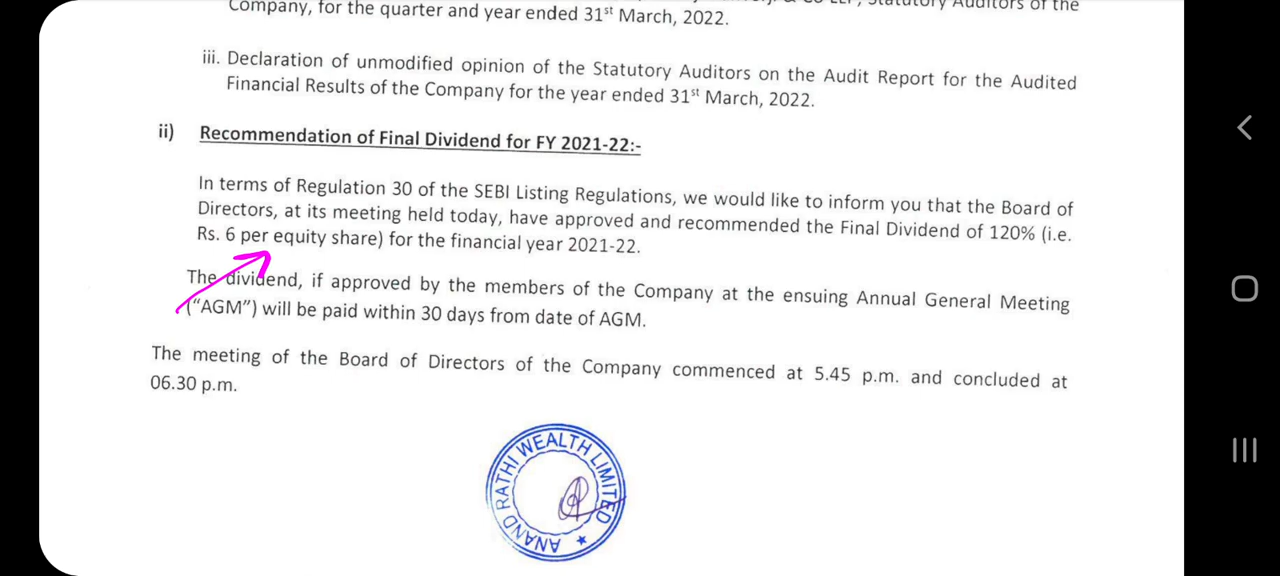 Company, for the quarter and year ended 31st March, 2022.
iii. Declaration of unmodified opinion of the Statutory Auditors on the Audit Report for the Audited
Financial Results of the Company for the year ended 31st March, 2022.
ii) Recommendation of Final Dividend for FY 2021-22:-
In terms of Regulation 30 of the SEBI Listing Regulations, we would like to inform you that the Board of
Directors, at its meeting held today, have approved and recommended the Final Dividend of 120% (i.e.
Rs. 6 per equity share) for the financial year 2021-22.
The dividend, if approved by the members of the Company at the ensuing Annual General Meeting
("AGM") will be paid within 30 days from date of AGM.
The meeting of the Board of Directors of the Company commenced at 5.45 p.m. and concluded at
06.30 p.m.
ANAND RATHI WEALTH LIMITED